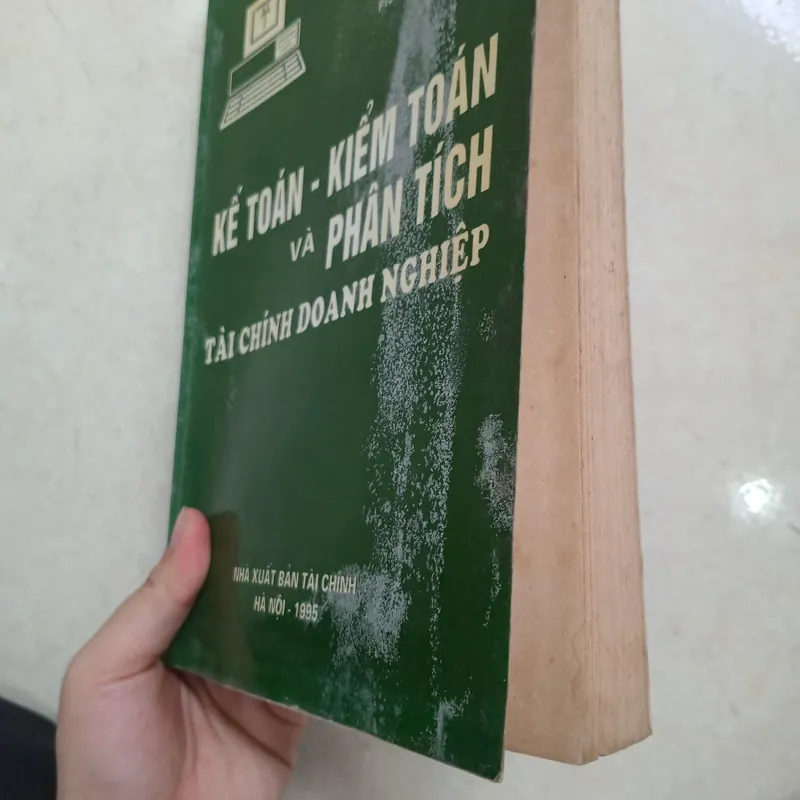 KẾ TOÁN - KIỂM TOÁN
VÀ PHÂN TÍCH
TÀI CHÍNH DOANH NGHIỆP
NHÀ XUẤT BẢN TÀI CHÍNH
HÀ NỘI - 1995